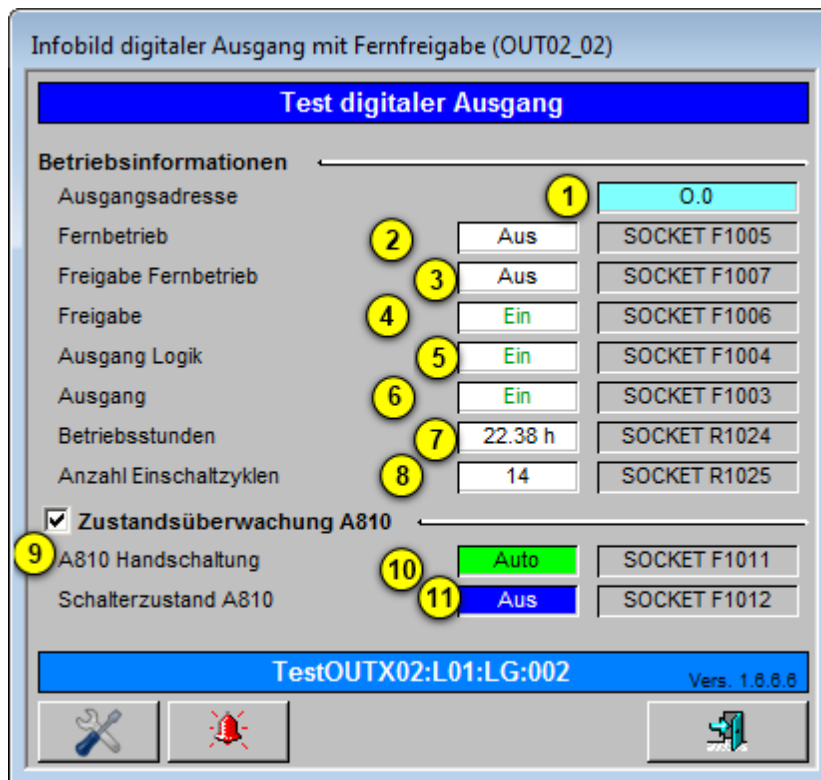 Infobild digitaler Ausgang mit Fernfreigabe (OUT02_02)
Test digitaler Ausgang
Betriebsinformationen
Ausgangsadresse 1 O.0
Fernbetrieb 2 Aus SOCKET F1005
Freigabe Fernbetrieb 3 Aus SOCKET F1007
Freigabe 4 Ein SOCKET F1006
Ausgang Logik 5 Ein SOCKET F1004
Ausgang 6 Ein SOCKET F1003
Betriebsstunden 7 22.38 h SOCKET R1024
Anzahl Einschaltzyklen 8 14 SOCKET R1025
Zustandsüberwachung A810
9 A810 Handschaltung 10 Auto SOCKET F1011
Schalterzustand A810 11 Aus SOCKET F1012
TestOUTX02:L01:LG:002 Vers. 1.6.6.6